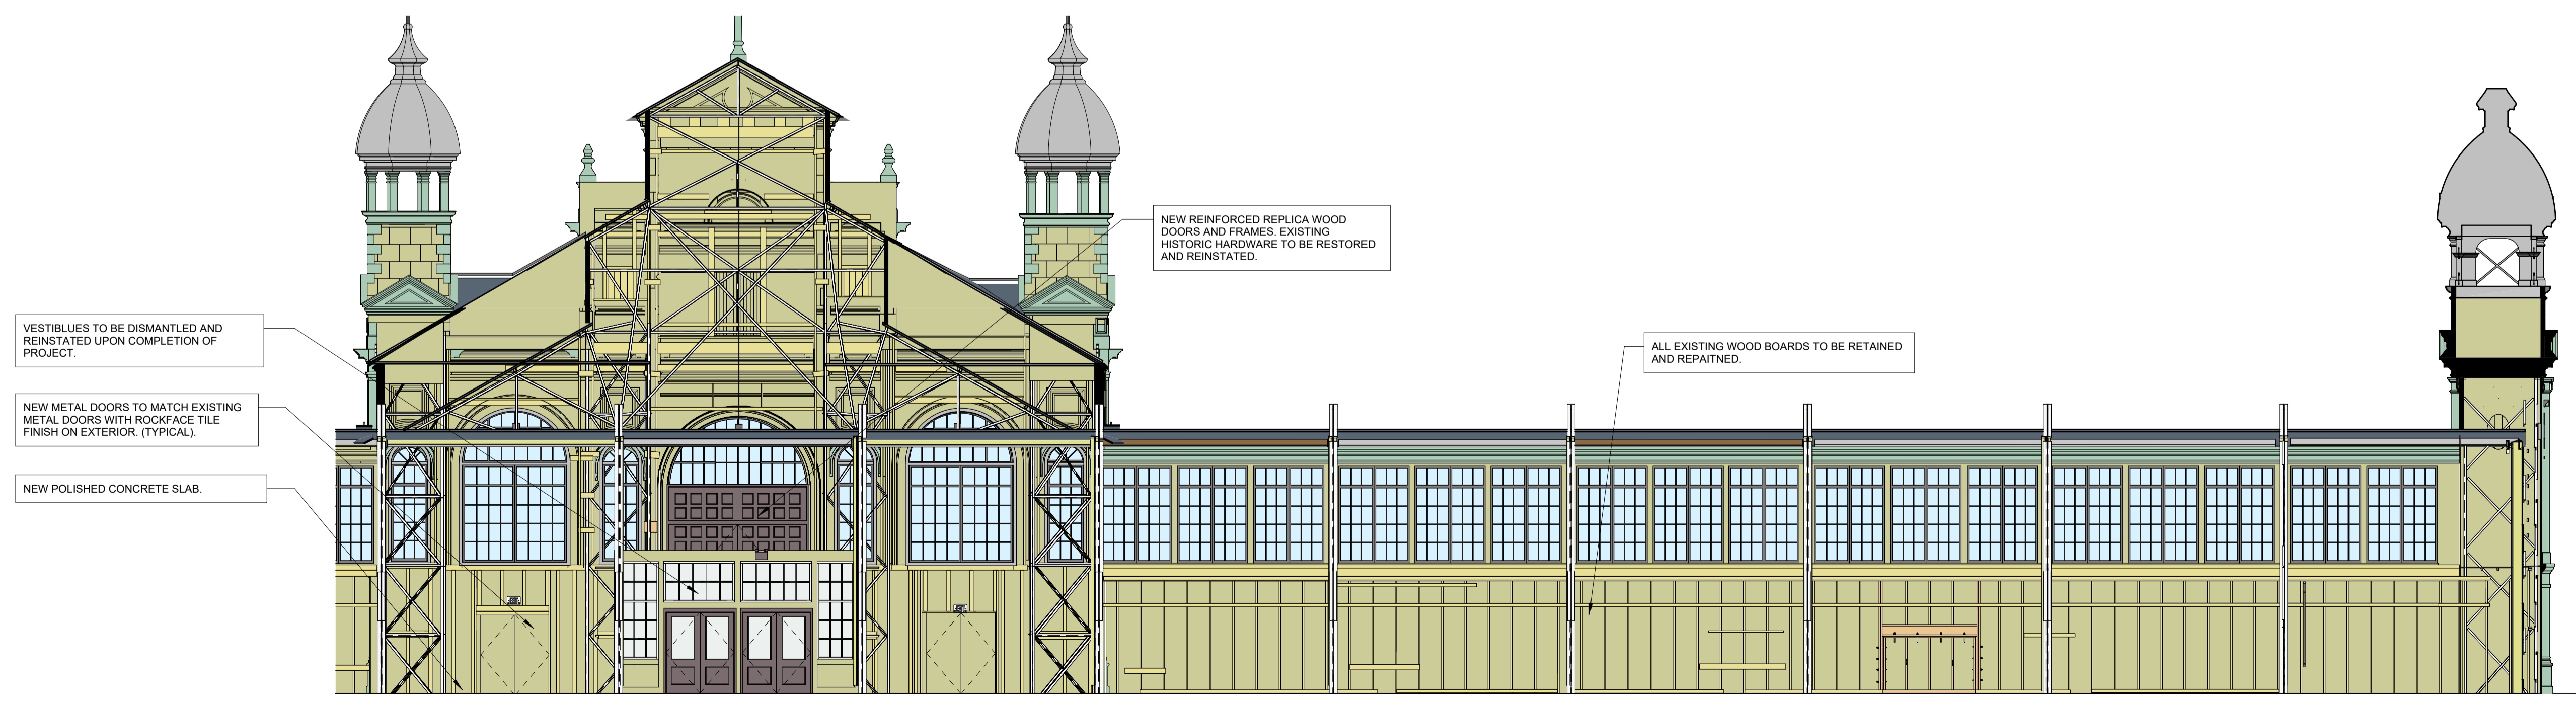 NEW REINFORCED REPLICA WOOD
DOORS AND FRAMES. EXISTING
HISTORIC HARDWARE TO BE RESTORED
AND REINSTATED.
VESTIBLUES TO BE DISMANTLED AND
REINSTATED UPON COMPLETION OF
PROJECT.
ALL EXISTING WOOD BOARDS TO BE RETAINED
AND REPAITNED.
NEW METAL DOORS TO MATCH EXISTING
METAL DOORS WITH ROCKFACE TILE
FINISH ON EXTERIOR. (TYPICAL).
NEW POLISHED CONCRETE SLAB.